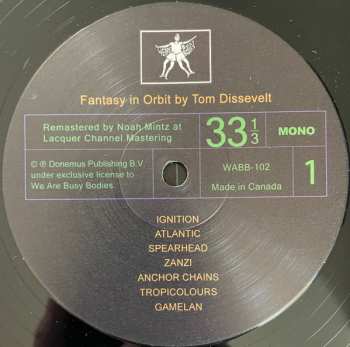 Fantasy in Orbit by Tom Dissevelt
Remastered by Noah Mintz at
Lacquer Channel Mastering
33 1/3
MONO
© ℗ Donemus Publishing B.V.
under exclusive license to
We Are Busy Bodies.
WABB-102
Made in Canada
1
IGNITION
ATLANTIC
SPEARHEAD
ZANZI
ANCHOR CHAINS
TROPICOLOURS
GAMELAN